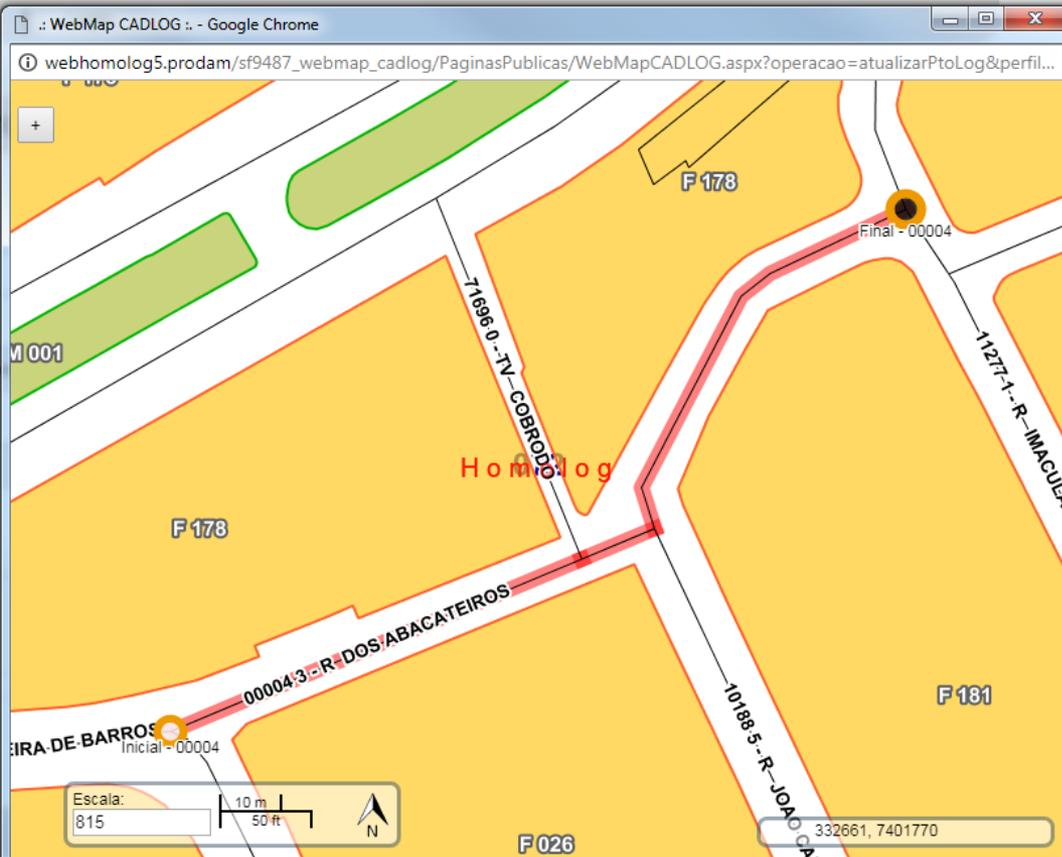 .: WebMap CADLOG :. - Google Chrome
webhomolog5.prodam/sf9487_webmap_cadlog/PaginasPublicas/WebMapCADLOG.aspx?operacao=atualizarPtoLog&perfil...
+
F 178
Final - 00004
71696-0 - TV COBRODO
M 001
11277-1 - R IMACULA
Homolog
F 178
00004-3 - R DOS ABACATEIROS
10188-5 - R JOAO CA
F 181
EIRA DE BARROS
Inicial - 00004
Escala:
815
10 m
50 ft
N
332661, 7401770
F 026